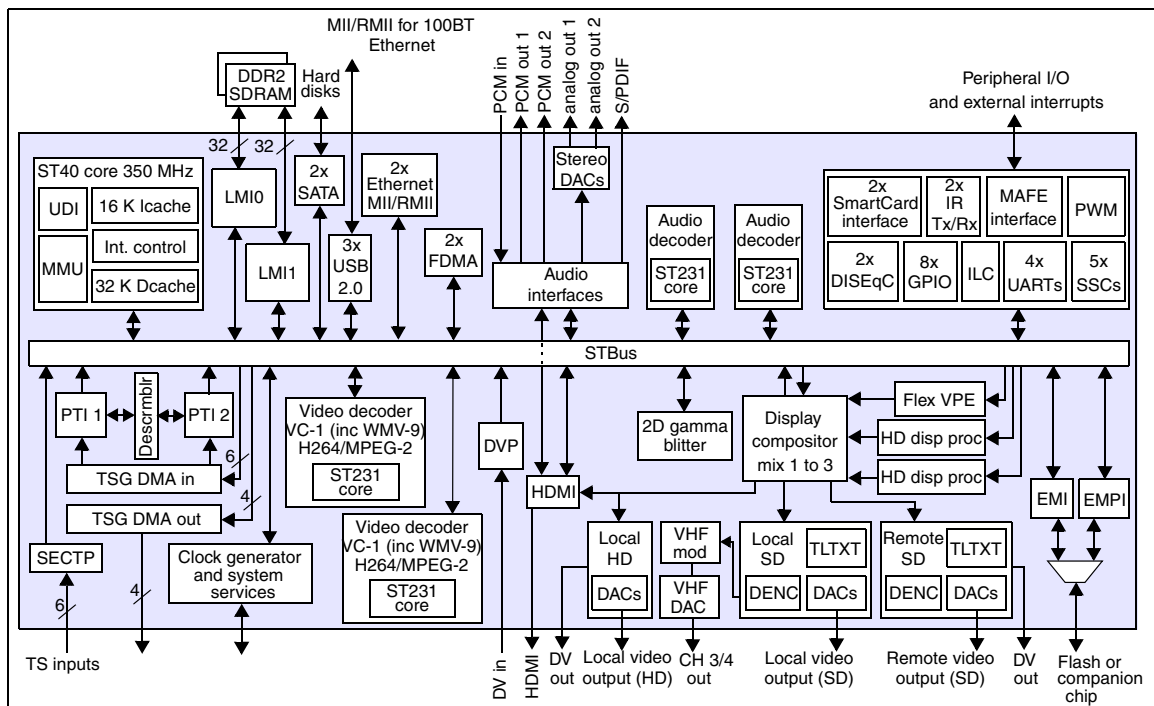 MII/RMII for 100BT
Ethernet
DDR2
SDRAM
Hard
disks
PCM in
PCM out 1
PCM out 2
analog out 1
analog out 2
S/PDIF
Peripheral I/O
and external interrupts
32
32
ST40 core 350 MHz
UDI
16 K Icache
MMU
Int. control
32 K Dcache
LMI0
LMI1
2x
SATA
3x
USB
2.0
2x
Ethernet
MII/RMII
2x
FDMA
Stereo
DACs
Audio
interfaces
Audio
decoder
ST231
core
Audio
decoder
ST231
core
2x
SmartCard
interface
2x
IR
Tx/Rx
MAFE
interface
PWM
2x
DISEqC
8x
GPIO
ILC
4x
UARTs
5x
SSCs
STBus
PTI 1
Descrmblr
PTI 2
6
TSG DMA in
4
TSG DMA out
SECTP
6
4
Clock generator
and system
services
Video decoder
VC-1 (inc WMV-9)
H264/MPEG-2
ST231
core
Video decoder
VC-1 (inc WMV-9)
H264/MPEG-2
ST231
core
DVP
HDMI
2D gamma
blitter
Display
compositor
mix 1 to 3
Flex VPE
HD disp proc
HD disp proc
EMI
EMPI
Local
HD
DACs
VHF
mod
VHF
DAC
Local
SD
TLTXT
DENC
DACs
Remote
SD
TLTXT
DENC
DACs
TS inputs
DV in
HDMI
DV
out
Local video
output (HD)
CH 3/4
out
Local video
output (SD)
Remote video
output (SD)
DV
out
Flash or
companion
chip